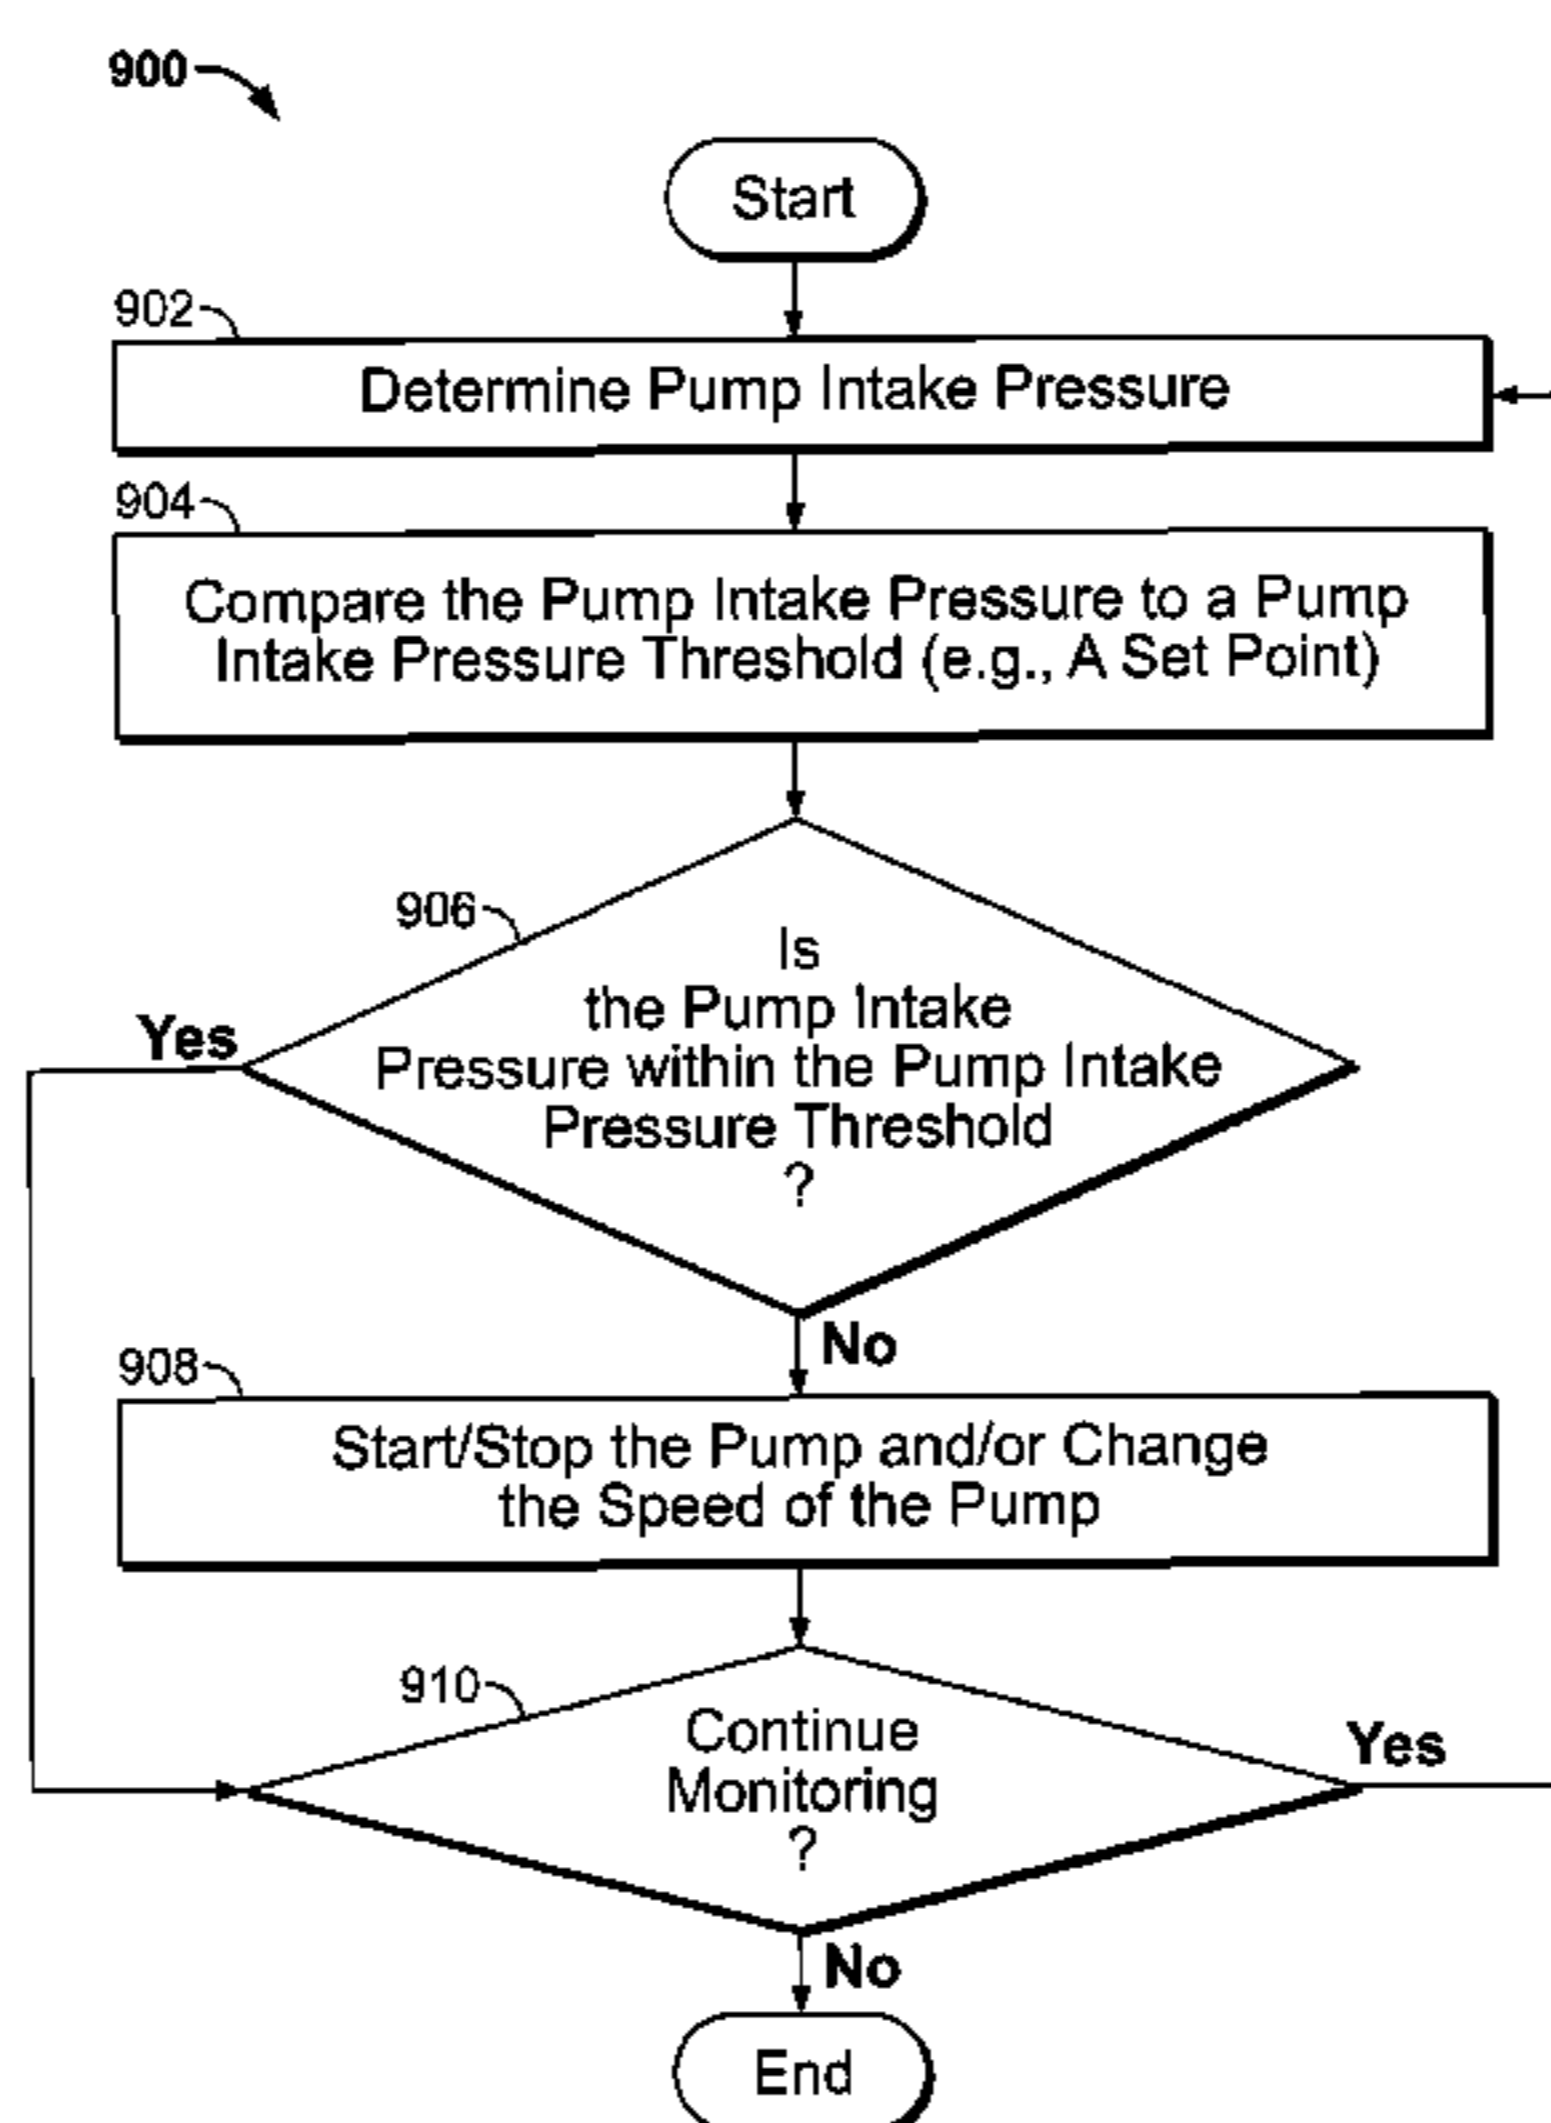 900
Start
902
Determine Pump Intake Pressure
904
Compare the Pump Intake Pressure to a Pump
Intake Pressure Threshold (e.g., A Set Point)
906
Is
the Pump Intake
Pressure within the Pump Intake
Pressure Threshold
?
Yes
No
908
Start/Stop the Pump and/or Change
the Speed of the Pump
910
Continue
Monitoring
?
Yes
No
End